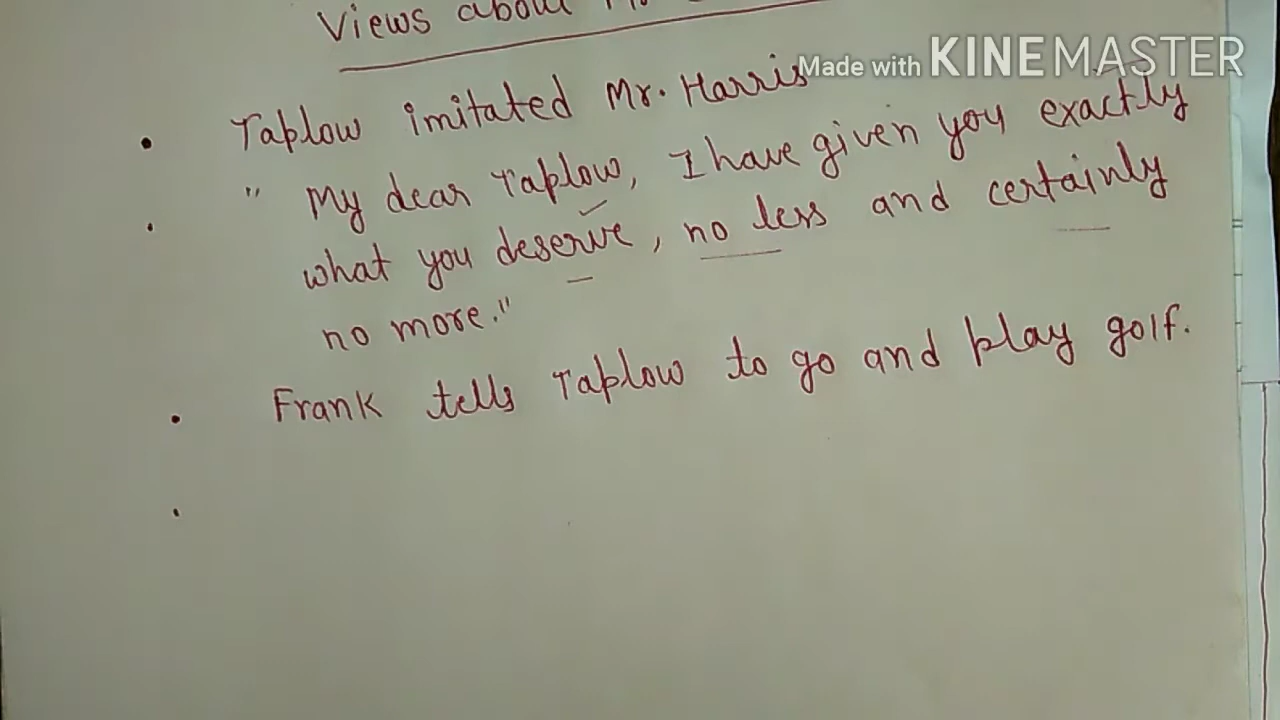 Views about
Made with KINEMASTER
• Taplow imitated Mr. Harris
• " My dear Taplow, I have given you exactly
what you deserve, no less and certainly
no more."
• Frank tells Taplow to go and play golf.
•